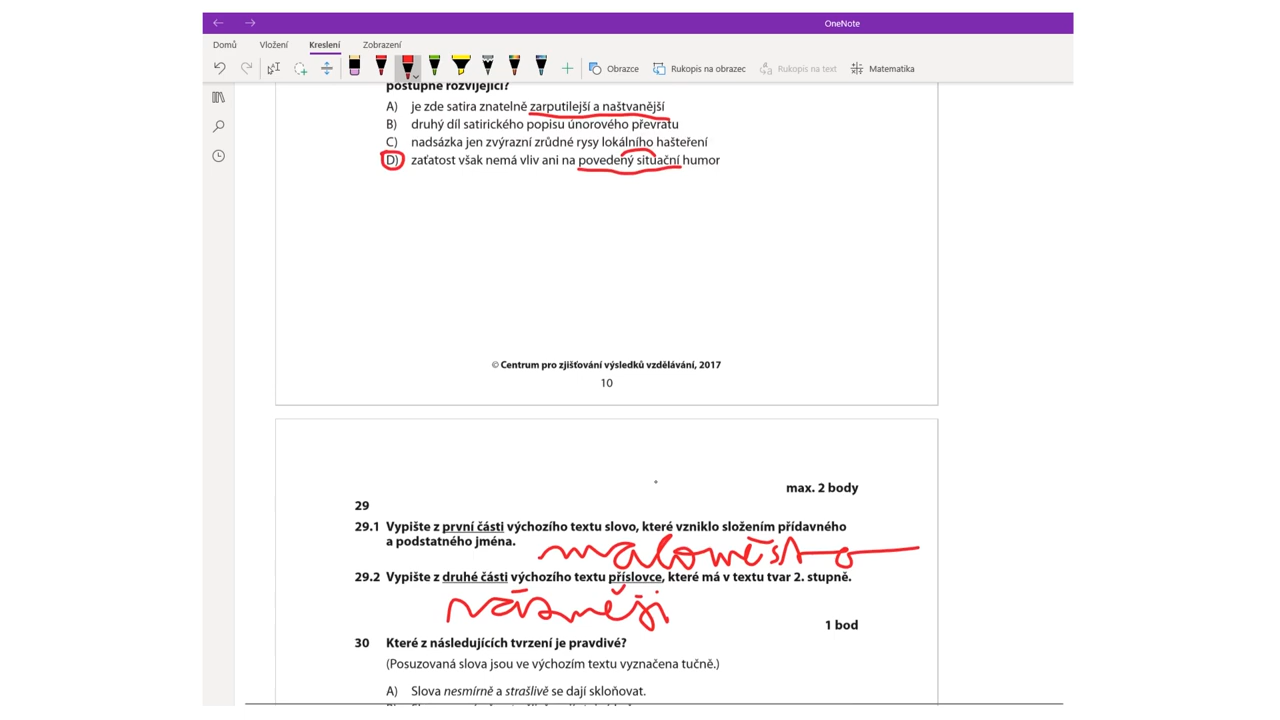 OneNote
Domů Vložení Kreslení Zobrazení
Obrazce Rukopis na obrazec Rukopis na text Matematika
postupně rozvíjející?
A) je zde satira znatelně zarputilejší a naštvanější
B) druhý díl satirického popisu únorového převratu
C) nadsázka jen zvýrazní zrůdné rysy lokálního hašteření
D) zaťatost však nemá vliv ani na povedený situační humor
© Centrum pro zjišťování výsledků vzdělávání, 2017
10
max. 2 body
29
29.1 Vypište z první části výchozího textu slovo, které vzniklo složením přídavného
a podstatného jména.
maloměsto
29.2 Vypište z druhé části výchozího textu příslovce, které má v textu tvar 2. stupně.
1 bod
30 Které z následujících tvrzení je pravdivé?
(Posuzovaná slova jsou ve výchozím textu vyznačena tučně.)
A) Slova nesmírně a strašlivě se dají skloňovat.